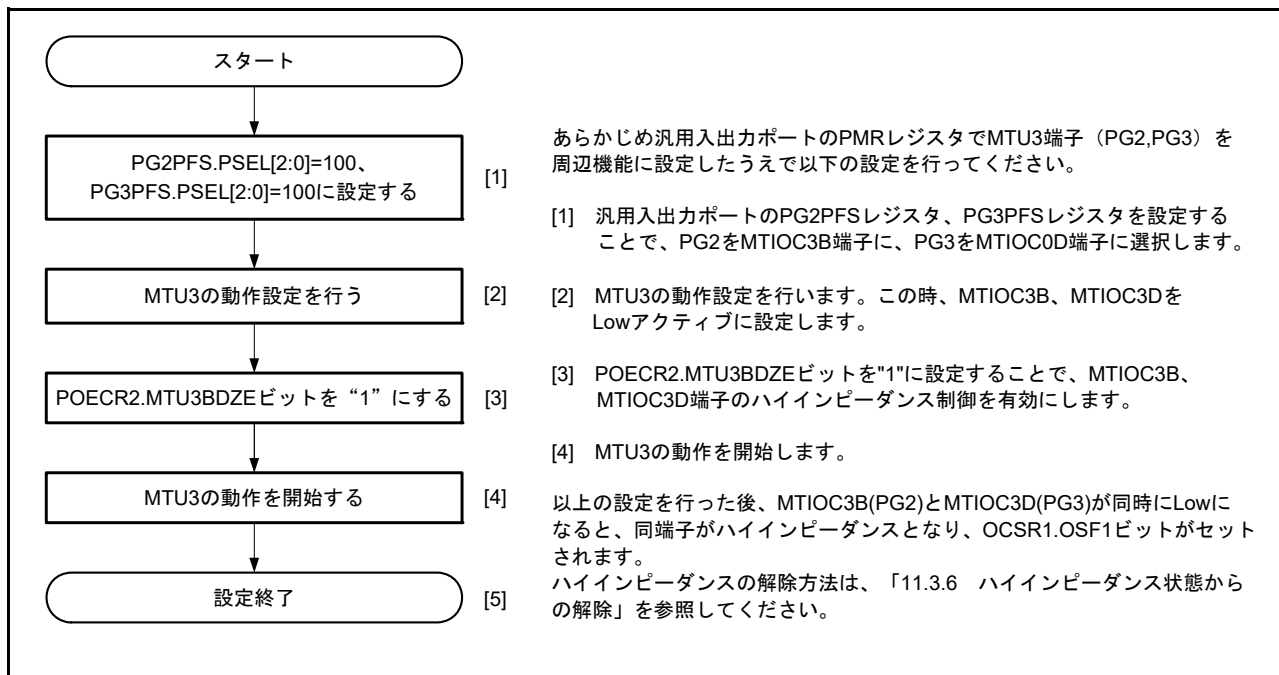 スタート
PG2PFS.PSEL[2:0]=100、
PG3PFS.PSEL[2:0]=100に設定する
[1]
MTU3の動作設定を行う
[2]
POECR2.MTU3BDZEビットを“1”にする
[3]
MTU3の動作を開始する
[4]
設定終了
[5]
あらかじめ汎用入出力ポートのPMRレジスタでMTU3端子（PG2,PG3）を
周辺機能に設定したうえで以下の設定を行ってください。
[1] 汎用入出力ポートのPG2PFSレジスタ、PG3PFSレジスタを設定する
ことで、PG2をMTIOC3B端子に、PG3をMTIOC0D端子に選択します。
[2] MTU3の動作設定を行います。この時、MTIOC3B、MTIOC3Dを
Lowアクティブに設定します。
[3] POECR2.MTU3BDZEビットを"1"に設定することで、MTIOC3B、
MTIOC3D端子のハイインピーダンス制御を有効にします。
[4] MTU3の動作を開始します。
以上の設定を行った後、MTIOC3B(PG2)とMTIOC3D(PG3)が同時にLowに
なると、同端子がハイインピーダンスとなり、OCSR1.OSF1ビットがセット
されます。
ハイインピーダンスの解除方法は、「11.3.6 ハイインピーダンス状態から
の解除」を参照してください。